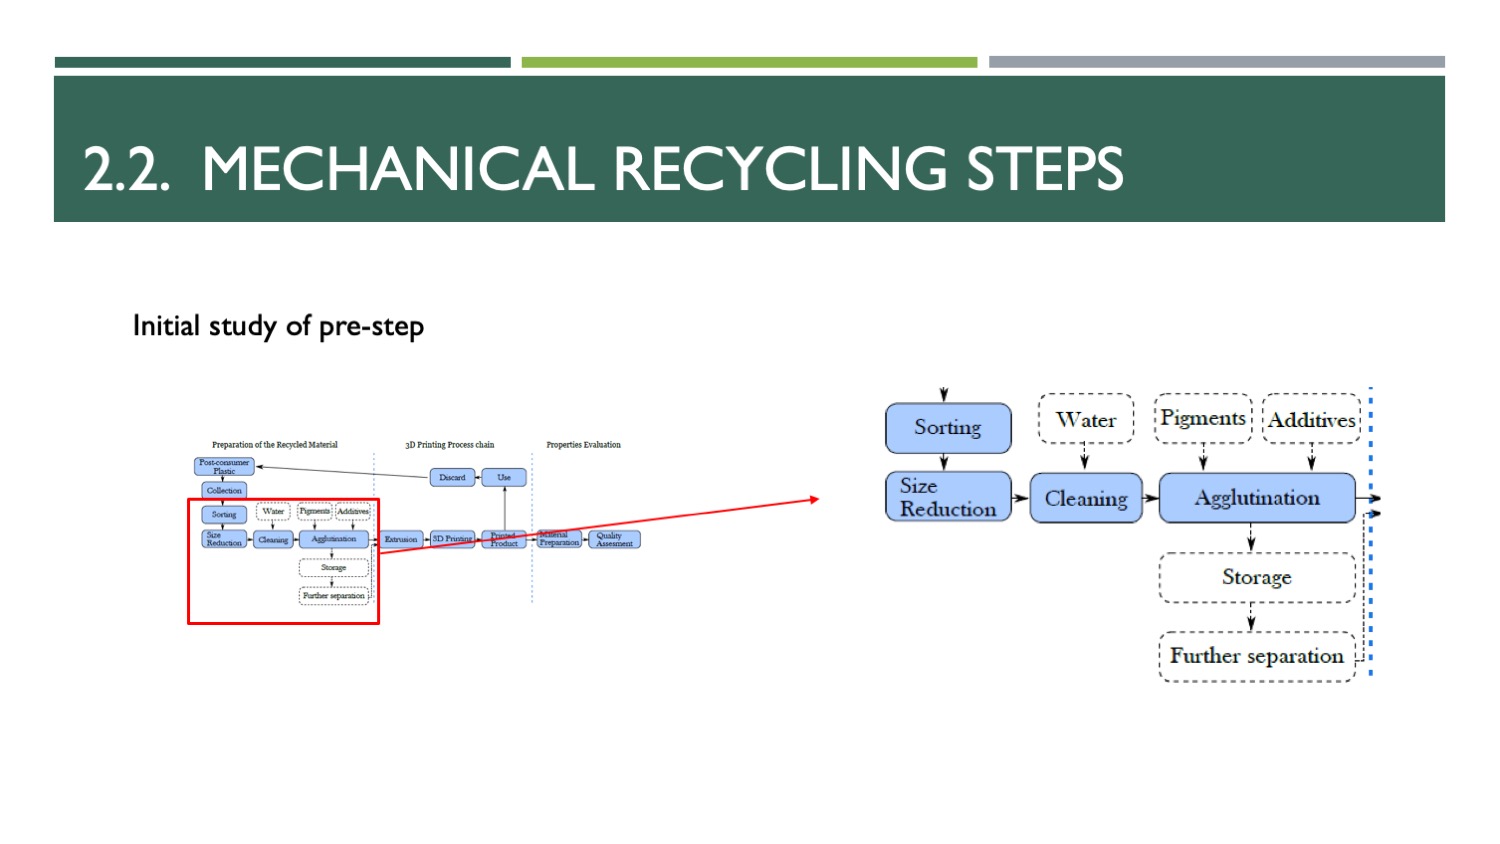 2.2. MECHANICAL RECYCLING STEPS
Initial study of pre-step
Preparation of the Recycled Material
3D Printing Process chain
Properties Evaluation
Post-consumer
Plastic
Discard
Use
Collection
Sorting
Water
Pigments
Additives
Size
Reduction
Cleaning
Agglutination
Extrusion
3D Printing
Printed
Product
Material
Preparation
Quality
Assesment
Storage
Further separation
Sorting
Water
Pigments
Additives
Size
Reduction
Cleaning
Agglutination
Storage
Further separation